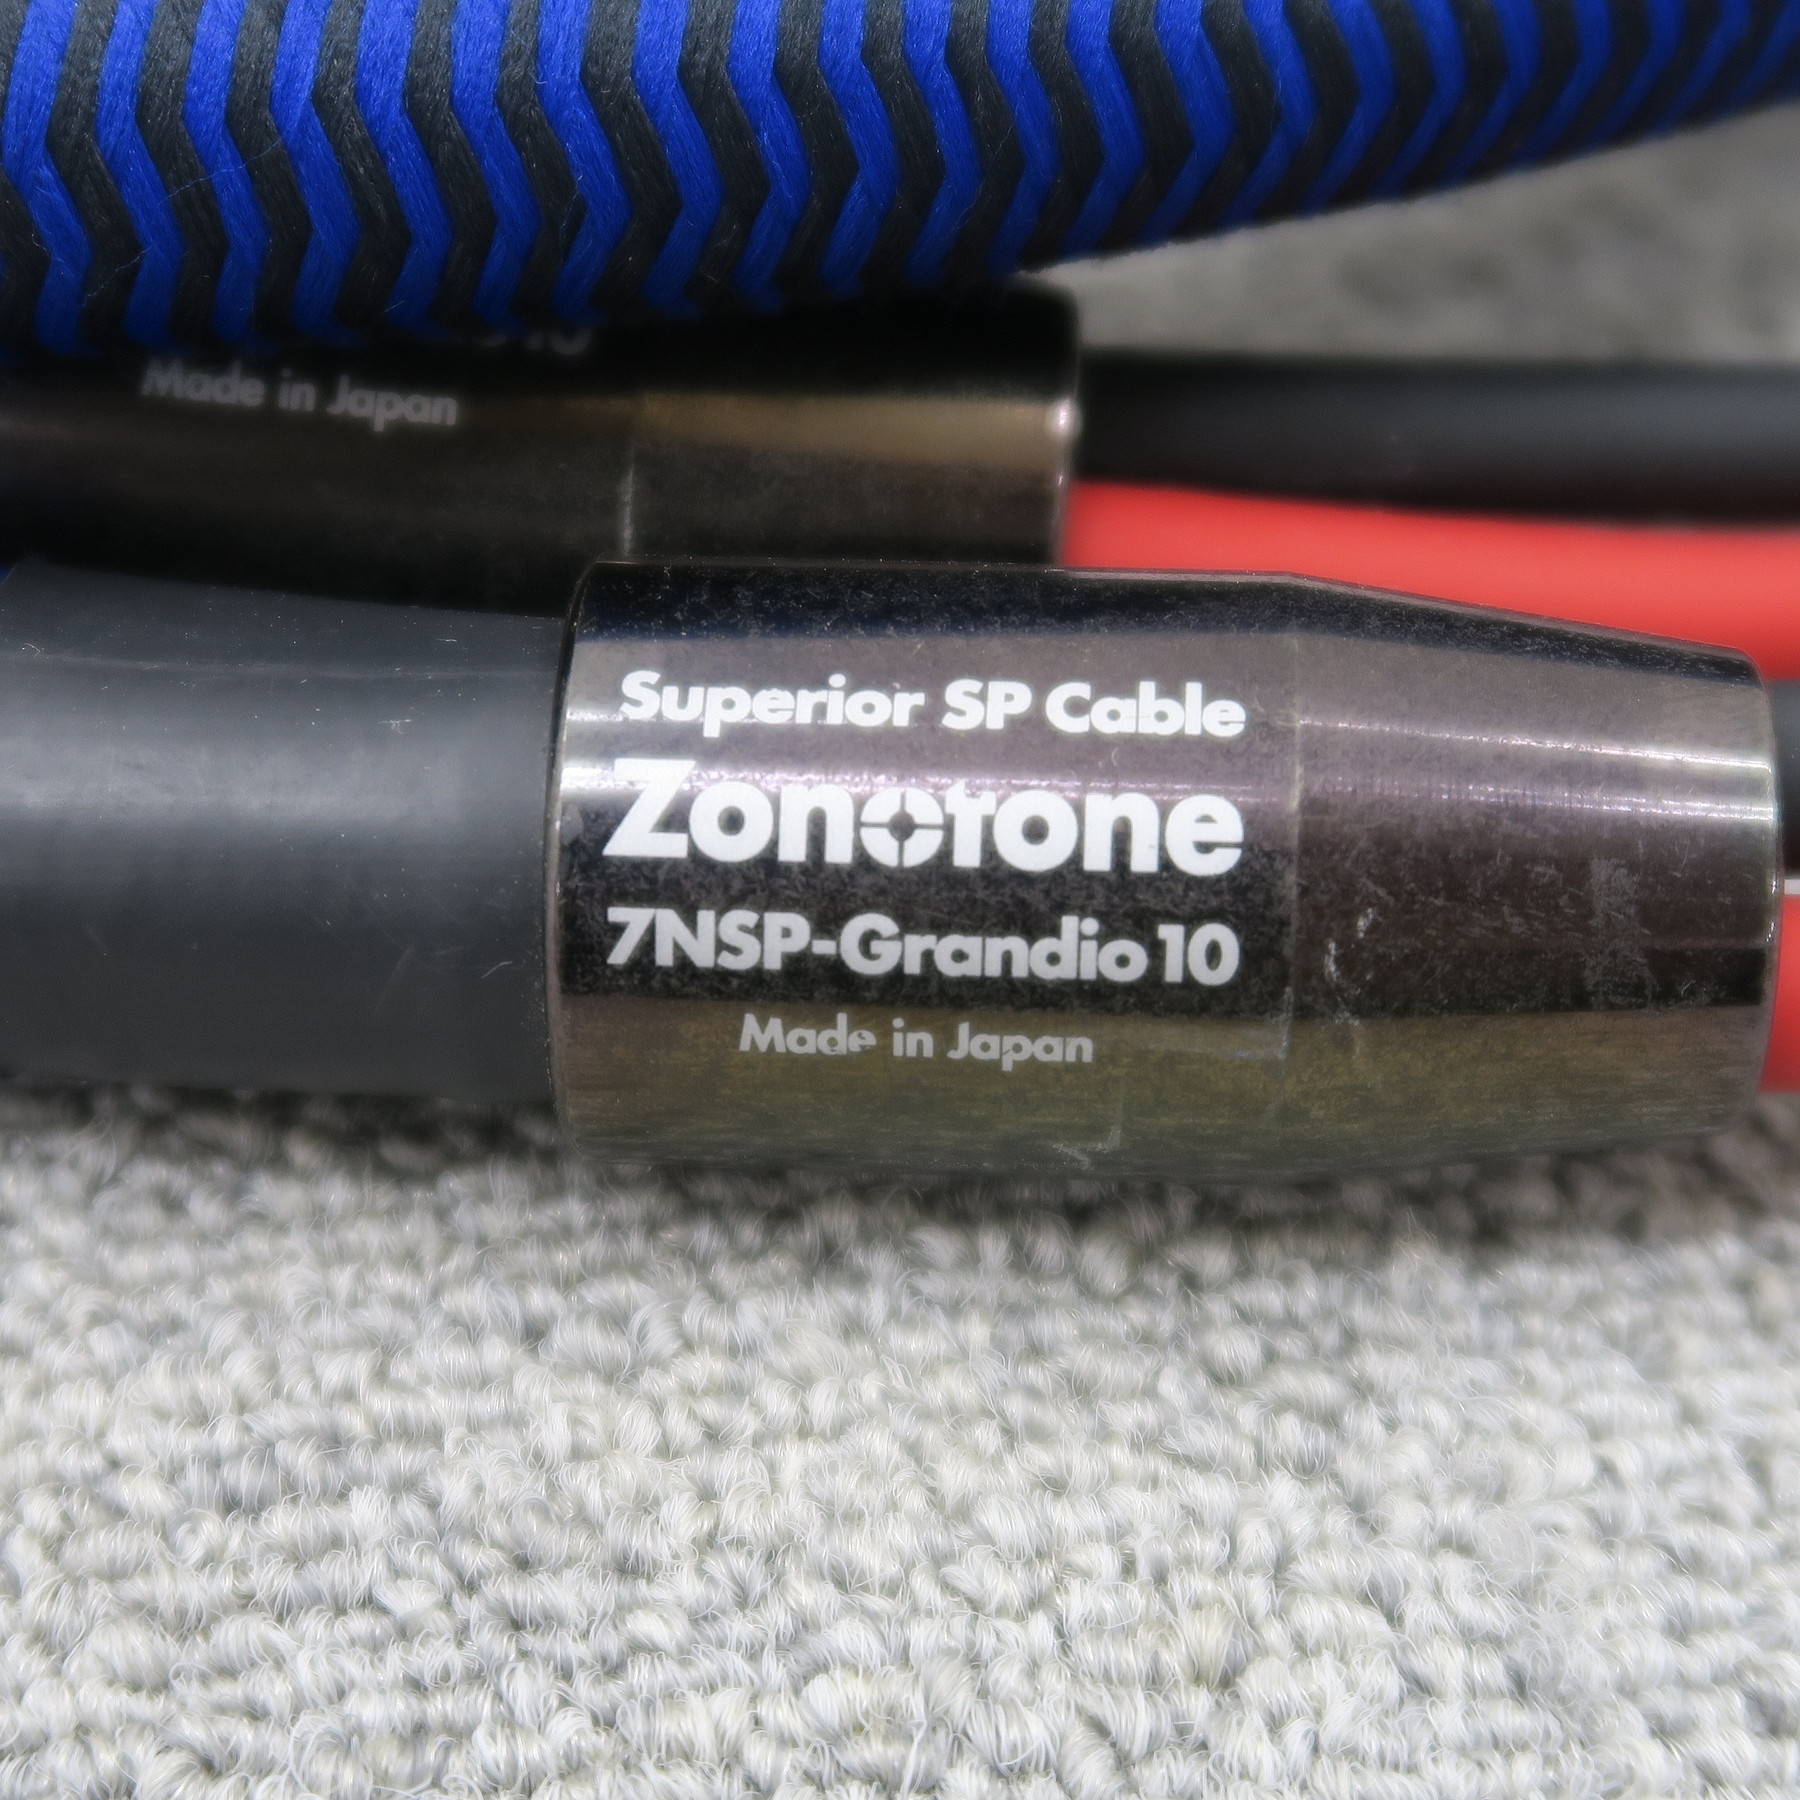 Made in Japan
Superior SP Cable
Zonotone
7NSP-Grandio 10
Made in Japan